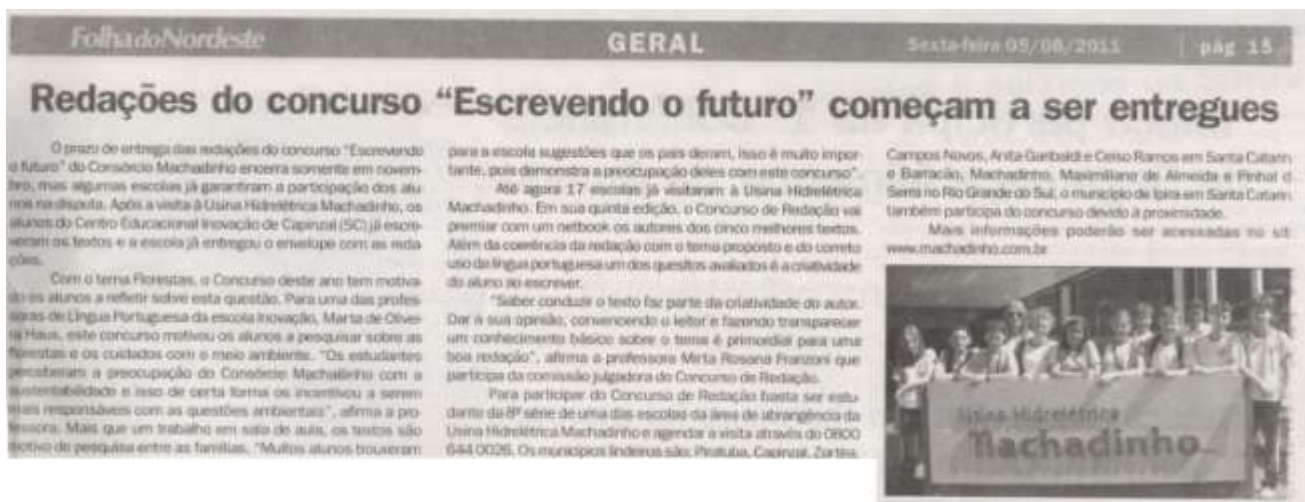 Folha do Nordeste
GERAL
Sexta-feira 05/08/2011
pág 15
Redações do concurso “Escrevendo o futuro” começam a ser entregues
O prazo de entrega das redações do concurso "Escrevendo
o futuro" do Consórcio Machadinho encerra somente em novem-
bro, mas algumas escolas já garantiram a participação dos alu-
nos na disputa. Após a visita à Usina Hidrelétrica Machadinho, os
alunos do Centro Educacional Inovação de Capinzal (SC) já escre-
veram os textos e a escola já entregou o envelope com as reda-
ções.
Com o tema Florestas, o Concurso deste ano tem motiva-
do os alunos a refletir sobre esta questão. Para uma das profes-
soras de Língua Portuguesa da escola Inovação, Marta de Olivei-
ra Haus, este concurso motivou os alunos a pesquisar sobre as
florestas e os cuidados com o meio ambiente. "Os estudantes
perceberam a preocupação do Consórcio Machadinho com a
sustentabilidade e isso de certa forma os incentivou a serem
mais responsáveis com as questões ambientais", afirma a pro-
fessora. Mais que um trabalho em sala de aula, os textos são
motivo de pesquisa entre as famílias. "Muitos alunos trouxeram
para a escola sugestões que os pais deram, isso é muito impor-
tante, pois demonstra a preocupação deles com este concurso".
Até agora 17 escolas já visitaram à Usina Hidrelétrica
Machadinho. Em sua quinta edição, o Concurso de Redação vai
premiar com um netbook os autores dos cinco melhores textos.
Além da coerência da redação com o tema proposto e do correto
uso da língua portuguesa um dos quesitos avaliados é a criatividade
do aluno ao escrever.
"Saber conduzir o texto faz parte da criatividade do autor.
Dar a sua opinião, convencendo o leitor e fazendo transparecer
um conhecimento básico sobre o tema é primordial para uma
boa redação", afirma a professora Mirta Rosana Franzoni que
participa da comissão julgadora do Concurso de Redação.
Para participar do Concurso de Redação basta ser estu-
dante da 8ª série de uma das escolas da área de abrangência da
Usina Hidrelétrica Machadinho e agendar a visita através do 0800
644 0026. Os municípios lindeiros são: Piratuba, Capinzal, Zortéa,
Campos Novos, Anita Garibaldi e Celso Ramos em Santa Catarin
e Barracão, Machadinho, Maximiliano de Almeida e Pinhal d
Serra no Rio Grande do Sul, o município de Ipira em Santa Catarin
também participa do concurso devido à proximidade.
Mais informações poderão ser acessadas no sit
www.machadinho.com.br
Usina Hidrelétrica
Machadinho